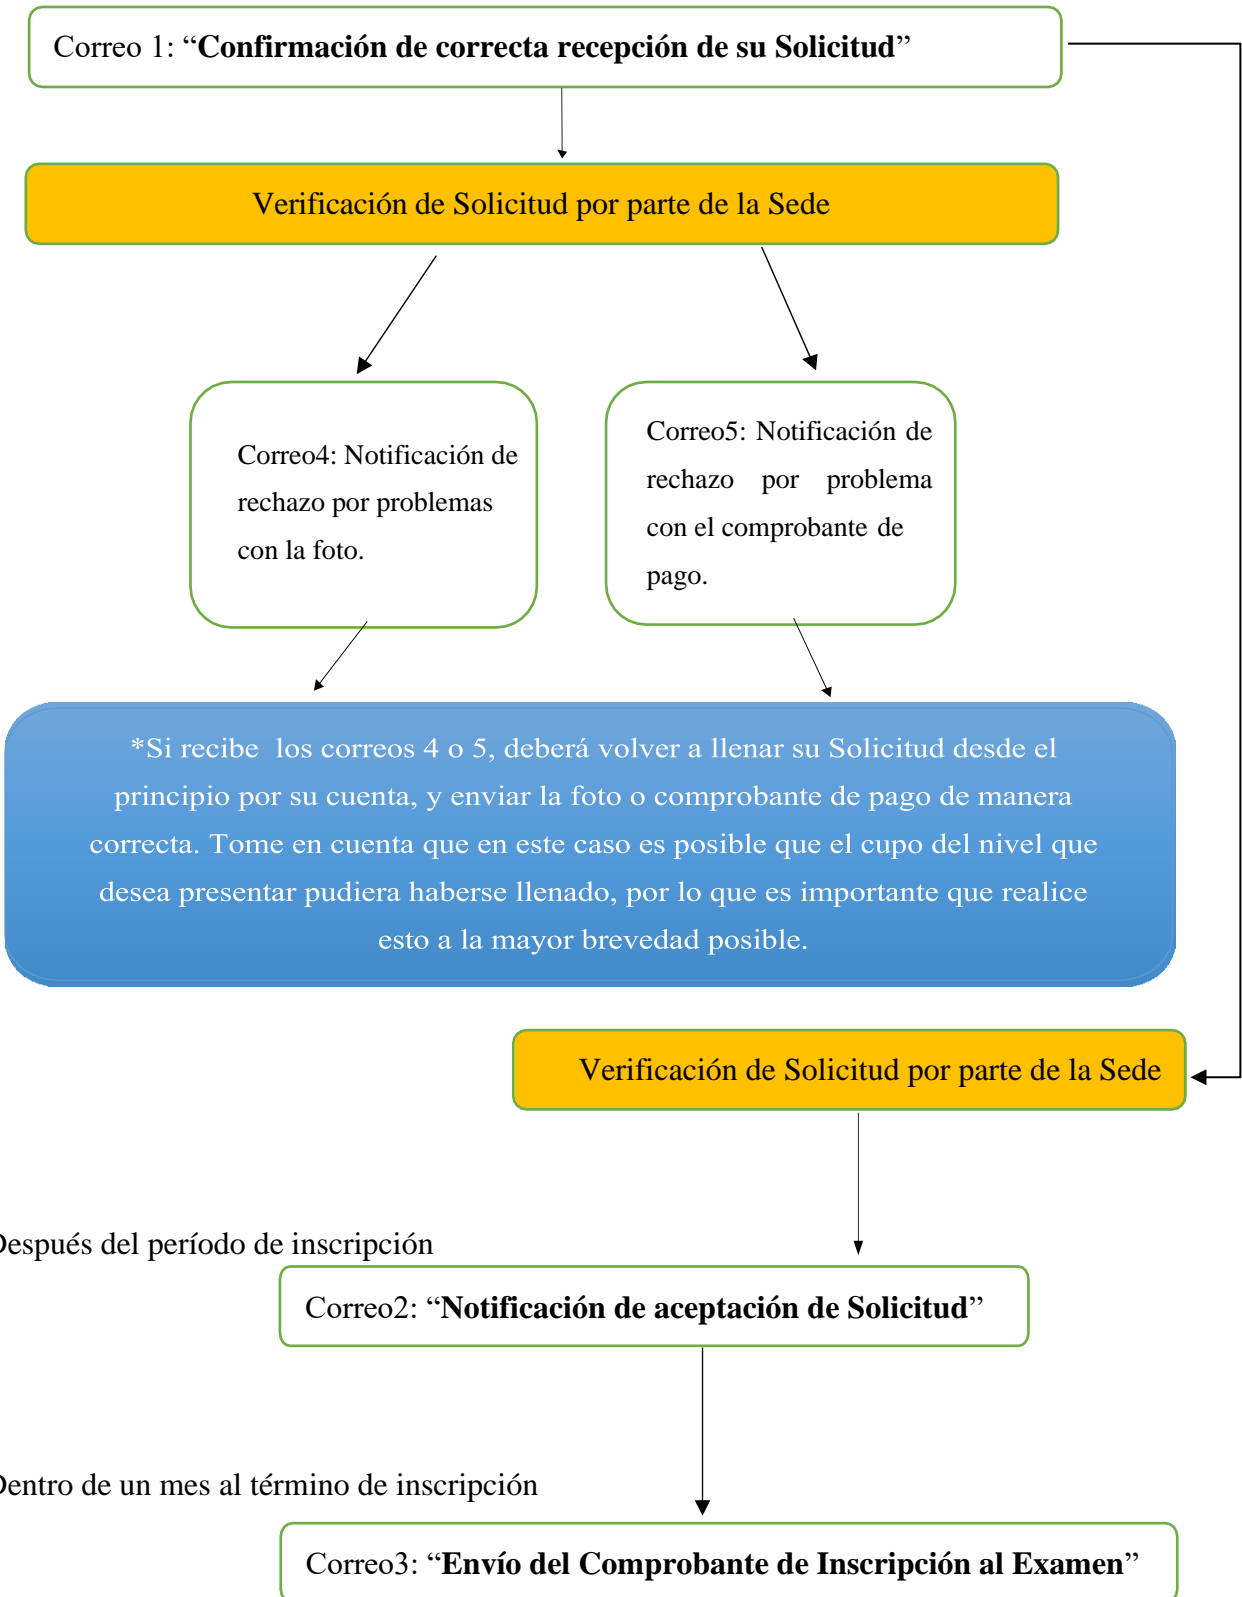 Correo 1: “Confirmación de correcta recepción de su Solicitud”
Verificación de Solicitud por parte de la Sede
Correo4: Notificación de
rechazo por problemas
con la foto.
Correo5: Notificación de
rechazo por problema
con el comprobante de
pago.
*Si recibe los correos 4 o 5, deberá volver a llenar su Solicitud desde el
principio por su cuenta, y enviar la foto o comprobante de pago de manera
correcta. Tome en cuenta que en este caso es posible que el cupo del nivel que
desea presentar pudiera haberse llenado, por lo que es importante que realice
esto a la mayor brevedad posible.
Verificación de Solicitud por parte de la Sede
Después del período de inscripción
Correo2: “Notificación de aceptación de Solicitud”
Dentro de un mes al término de inscripción
Correo3: “Envío del Comprobante de Inscripción al Examen”